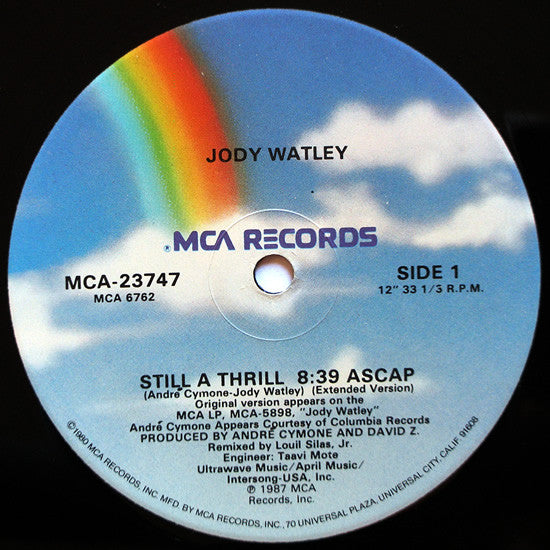 JODY WATLEY
® MCA RECORDS
MCA-23747
MCA 6762
SIDE 1
12" 33 1/3 R.P.M.
STILL A THRILL 8:39 ASCAP
(André Cymone-Jody Watley) (Extended Version)
Original version appears on the
MCA LP, MCA-5898, "Jody Watley"
André Cymone Appears Courtesy of Columbia Records
PRODUCED BY ANDRÉ CYMONE AND DAVID Z.
Remixed by Louil Silas, Jr.
Engineer: Taavi Mote
Ultrawave Music/April Music/
Intersong-USA, Inc.
℗ 1987 MCA
Records, Inc.
©1980 MCA RECORDS, INC. MFD. BY MCA RECORDS, INC., 70 UNIVERSAL PLAZA, UNIVERSAL CITY, CALIF. 91608